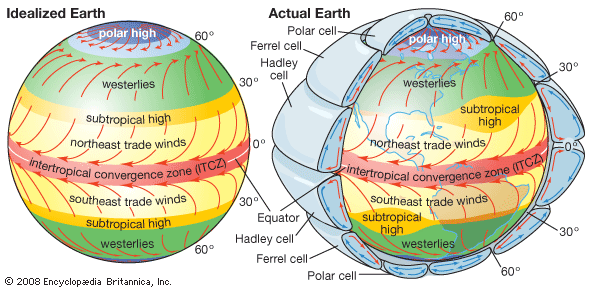 Idealized Earth
60°
polar high
westerlies
30°
subtropical high
northeast trade winds
0°
intertropical convergence zone (ITCZ)
southeast trade winds
30°
subtropical high
westerlies
60°
Actual Earth
Polar cell
Ferrel cell
Hadley
cell
60°
polar high
westerlies
30°
subtropical
high
northeast trade winds
0°
intertropical convergence zone (ITCZ)
southeast trade winds
Equator
subtropical
high
30°
Hadley cell
westerlies
Ferrel cell
60°
Polar cell
© 2008 Encyclopædia Britannica, Inc.